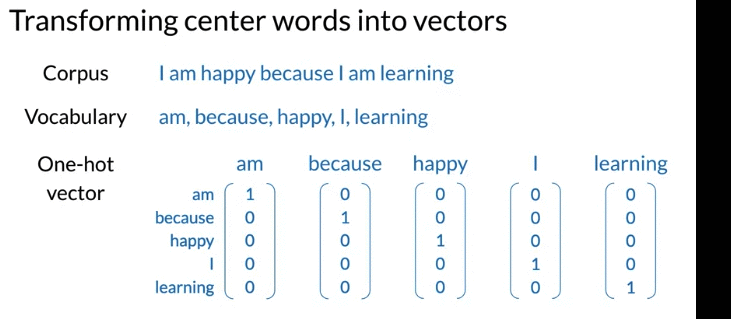 Transforming center words into vectors
Corpus I am happy because I am learning
Vocabulary am, because, happy, I, learning
One-hot vector am because happy I learning
am 1 0 0 0 0
because 0 1 0 0 0
happy 0 0 1 0 0
I 0 0 0 1 0
learning 0 0 0 0 1